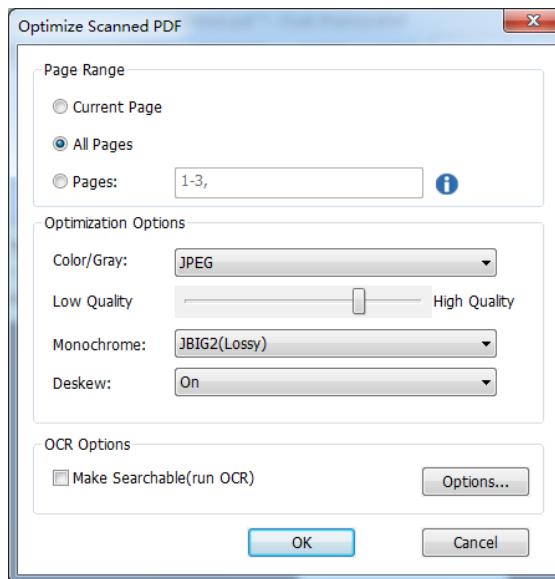 Optimize Scanned PDF
Page Range
Current Page
All Pages
Pages: 1-3,
Optimization Options
Color/Gray: JPEG
Low Quality High Quality
Monochrome: JBIG2(Lossy)
Deskew: On
OCR Options
Make Searchable(run OCR) Options...
OK Cancel